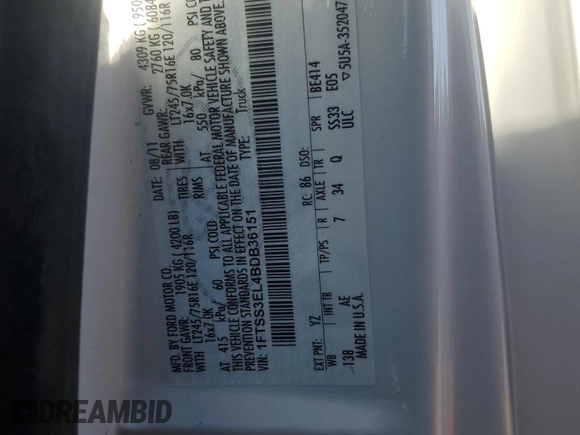 MFD. BY FORD MOTOR CO.
DATE: 08/11 GVWR: 4309 KG ( 950
FRONT GAWR: 1905 KG ( 4200 LB) REAR GAWR: 2760 KG ( 6084
WITH LT245/75R16E 120/116R TIRES WITH LT245/75R16E 120/116R
16x7.0K RIMS 16x7.0K
AT 415 kPa/ 60 PSI COLD AT 550 kPa/ 80 PSI COLD
THIS VEHICLE CONFORMS TO ALL APPLICABLE FEDERAL MOTOR VEHICLE SAFETY AND T
PREVENTION STANDARDS IN EFFECT ON THE DATE OF MANUFACTURE SHOWN ABOVE.
VIN: 1FTSS3EL4BDB36151 Truck
EXT PNT: YZ RC: 86 DSO:
WB INT TR TP/PS R AXLE TR SPR BE414
138 AE 7 34 Q SS33 E05
ULC
MADE IN U.S.A. ▽5U5A-352047
DREAMBID